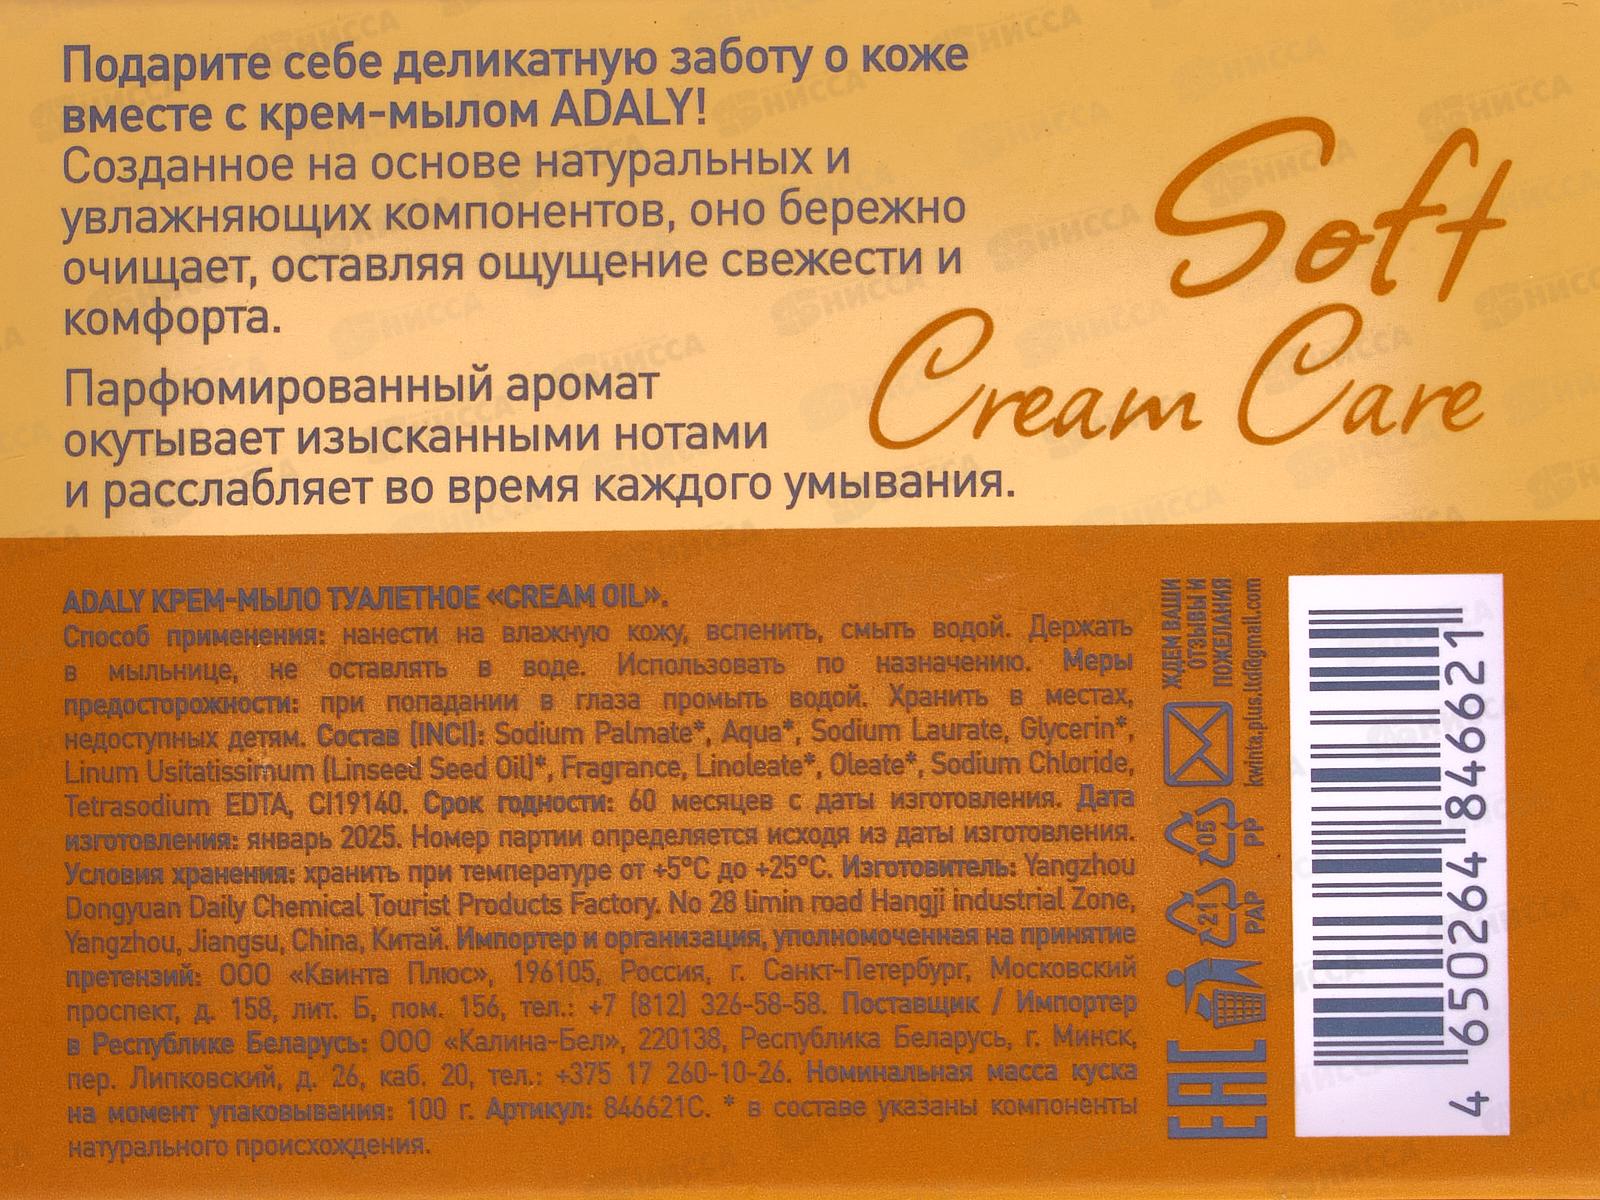 Подарите себе деликатную заботу о коже
вместе с крем-мылом ADALY!
Созданное на основе натуральных и
увлажняющих компонентов, оно бережно
очищает, оставляя ощущение свежести и
комфорта.
Парфюмированный аромат
окутывает изысканными нотами
и расслабляет во время каждого умывания.
Soft
Cream Care
ADALY КРЕМ-МЫЛО ТУАЛЕТНОЕ «CREAM OIL».
Способ применения: нанести на влажную кожу, вспенить, смыть водой. Держать
в мыльнице, не оставлять в воде. Использовать по назначению. Меры
предосторожности: при попадании в глаза промыть водой. Хранить в местах,
недоступных детям. Состав (INCI): Sodium Palmate*, Aqua*, Sodium Laurate, Glycerin*,
Linum Usitatissimum (Linseed Seed Oil)*, Fragrance, Linoleate*, Oleate*, Sodium Chloride,
Tetrasodium EDTA, CI19140. Срок годности: 60 месяцев с даты изготовления. Дата
изготовления: январь 2025. Номер партии определяется исходя из даты изготовления.
Условия хранения: хранить при температуре от +5°C до +25°C. Изготовитель: Yangzhou
Dongyuan Daily Chemical Tourist Products Factory. No 28 limin road Hangji industrial Zone,
Yangzhou, Jiangsu, China, Китай. Импортер и организация, уполномоченная на принятие
претензий: ООО «Квинта Плюс», 196105, Россия, г. Санкт-Петербург, Московский
проспект, д. 158, лит. Б, пом. 156, тел.: +7 (812) 326-58-58. Поставщик / Импортер
в Республике Беларусь: ООО «Калина-Бел», 220138, Республика Беларусь, г. Минск,
пер. Липковский, д. 26, каб. 20, тел.: +375 17 260-10-26. Номинальная масса куска
на момент упаковывания: 100 г. Артикул: 846621C. * в составе указаны компоненты
натурального происхождения.
ЖДЕМ ВАШИ
ОТЗЫВЫ И
ПОЖЕЛАНИЯ
kwinta.plus.ltd@gmail.com
05
PP
21
PAP
EAC
4 650264 846621
НИССА